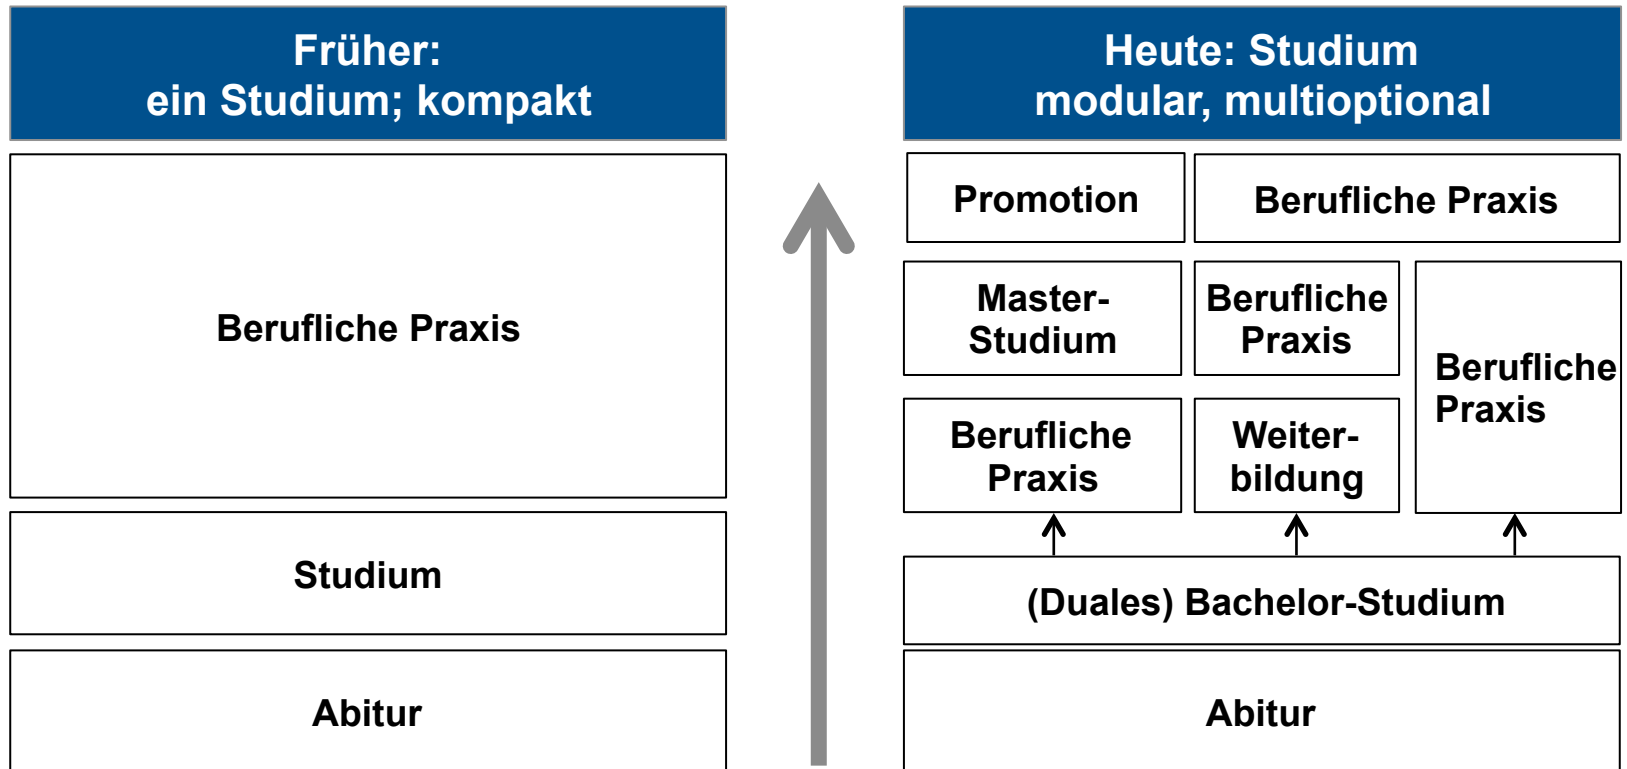 Früher:
ein Studium; kompakt
Berufliche Praxis
Studium
Abitur
Heute: Studium
modular, multioptional
Promotion
Berufliche Praxis
Master-
Studium
Berufliche
Praxis
Berufliche
Praxis
Berufliche
Praxis
Weiter-
bildung
(Duales) Bachelor-Studium
Abitur